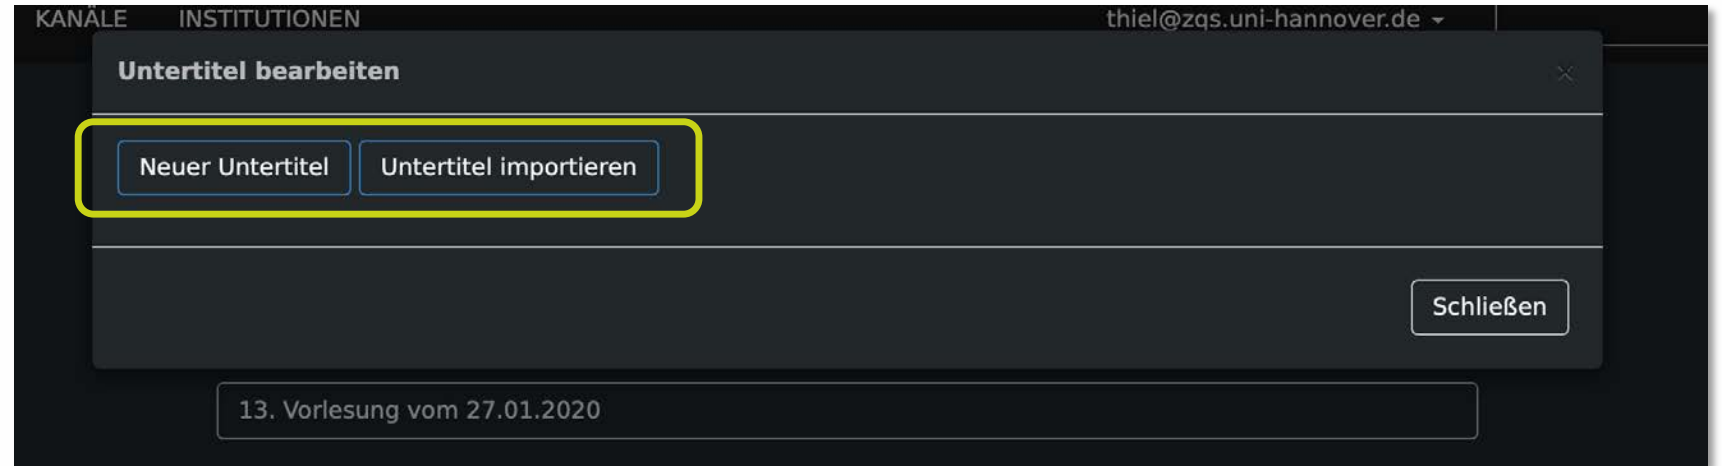 KANÄLE INSTITUTIONEN thiel@zqs.uni-hannover.de
Untertitel bearbeiten ×
Neuer Untertitel Untertitel importieren
Schließen
13. Vorlesung vom 27.01.2020